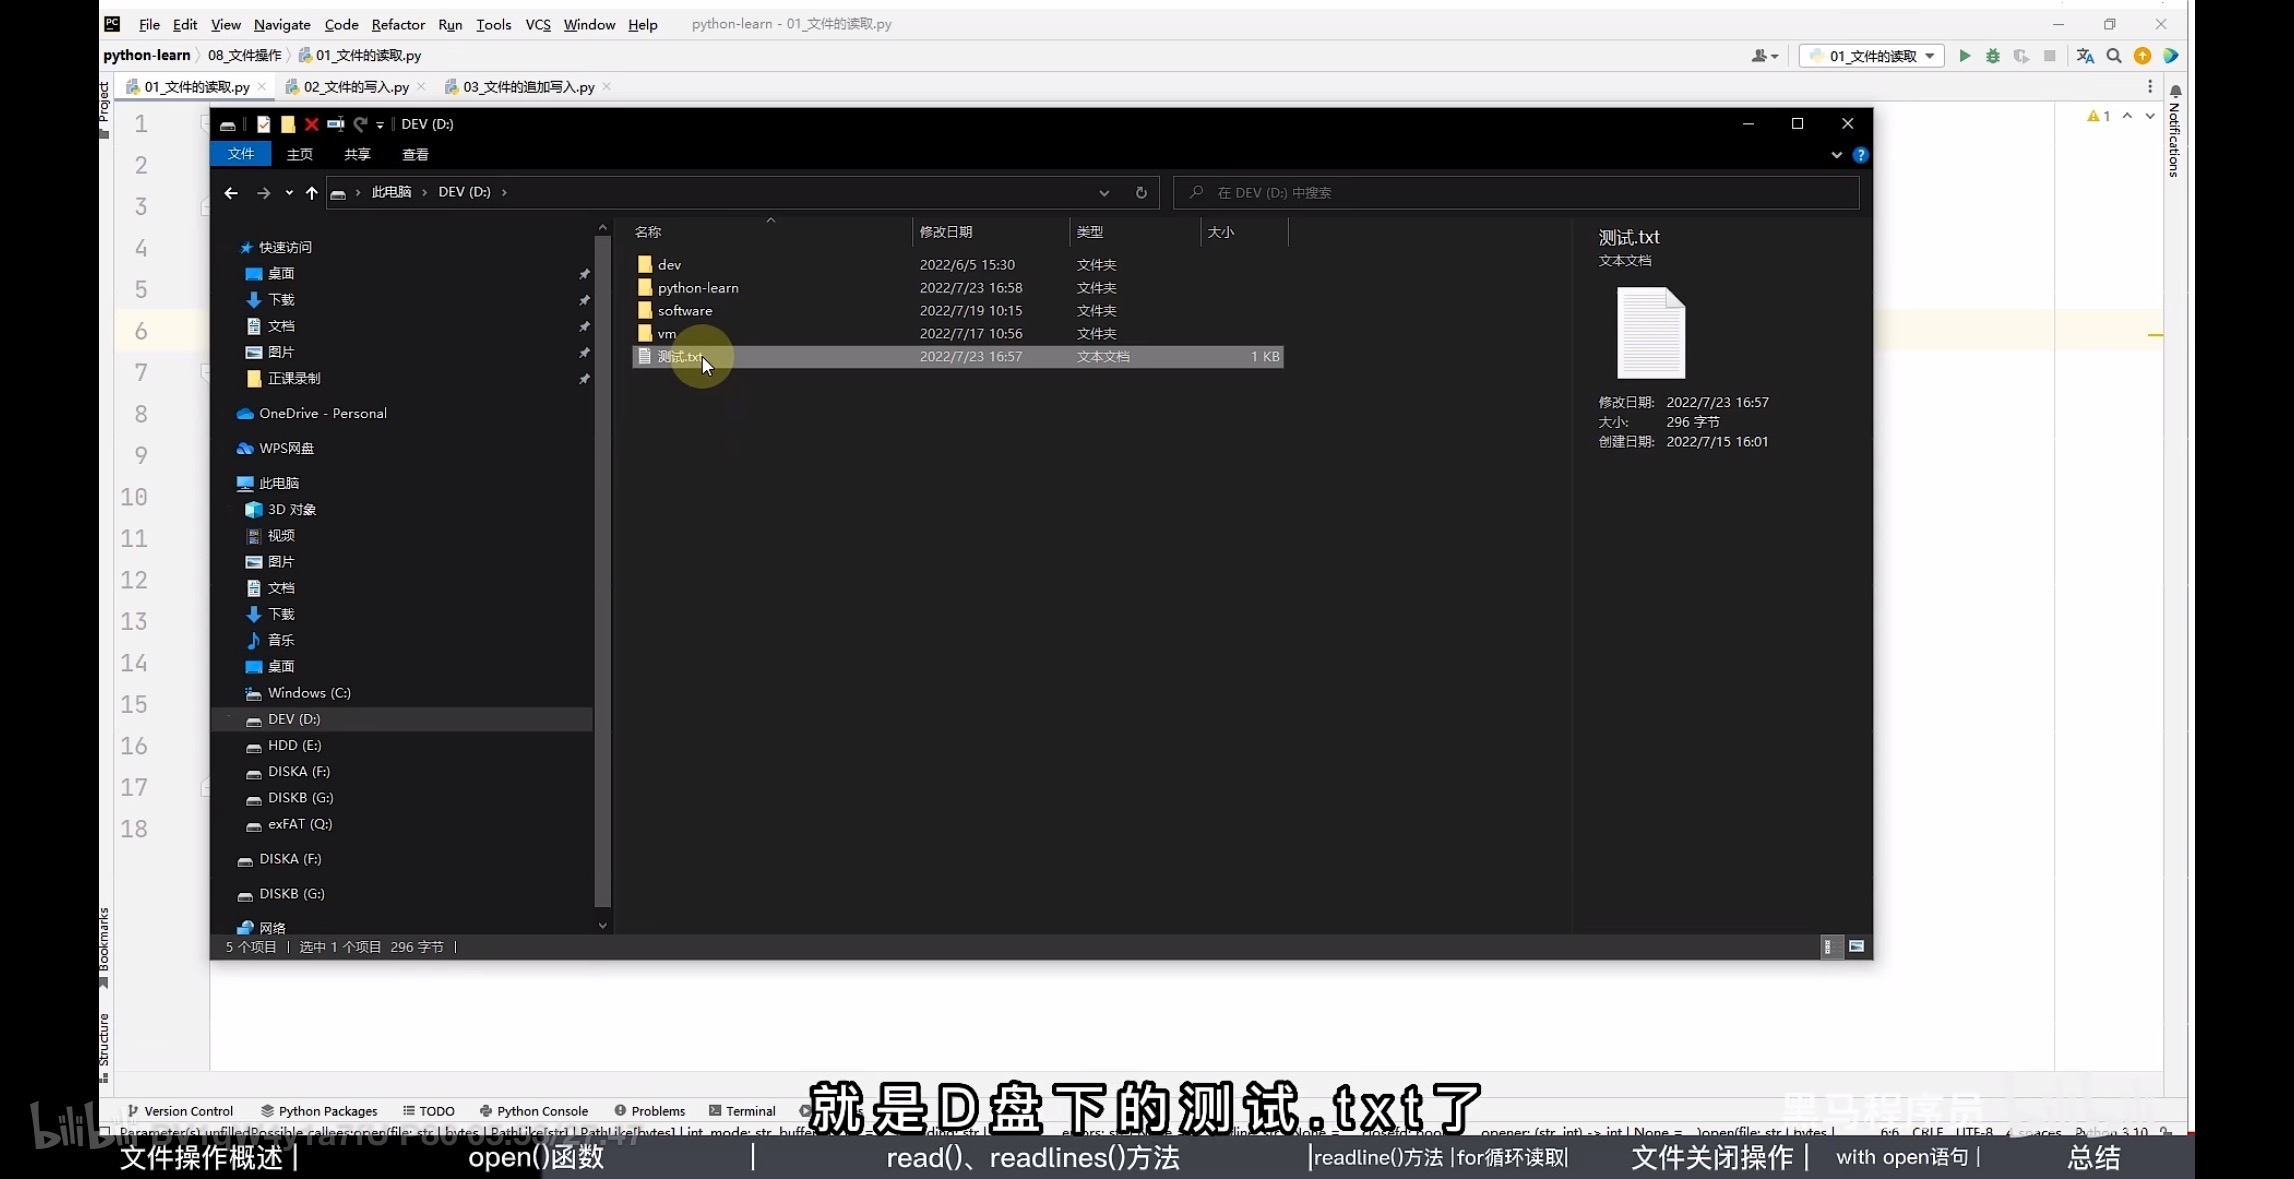 File Edit View Navigate Code Refactor Run Tools VCS Window Help python-learn - 01_文件的读取.py
python-learn 08_文件操作 01_文件的读取.py 01_文件的读取
01_文件的读取.py 02_文件的写入.py 03_文件的追加写入.py
Project
Notifications
1
1
2
3
4
5
6
7
8
9
10
11
12
13
14
15
16
17
18
DEV (D:)
文件 主页 共享 查看
此电脑 DEV (D:) 在 DEV (D:) 中搜索
快速访问
桌面
下载
文档
图片
正课录制
OneDrive - Personal
WPS网盘
此电脑
3D 对象
视频
图片
文档
下载
音乐
桌面
Windows (C:)
DEV (D:)
HDD (E:)
DISKA (F:)
DISKB (G:)
exFAT (Q:)
DISKA (F:)
DISKB (G:)
网络
名称 修改日期 类型 大小
dev 2022/6/5 15:30 文件夹
python-learn 2022/7/23 16:58 文件夹
software 2022/7/19 10:15 文件夹
vm 2022/7/17 10:56 文件夹
测试.txt 2022/7/23 16:57 文本文档 1 KB
测试.txt
文本文档
修改日期: 2022/7/23 16:57
大小: 296 字节
创建日期: 2022/7/15 16:01
5 个项目 选中 1 个项目 296 字节
Bookmarks
Structure
Version Control Python Packages TODO Python Console Problems Terminal
就是D盘下的测试.txt了
黑马程序员
bilibili
6:6 CRLF UTF-8 4 spaces Python 3.10
文件操作概述| open()函数 | read()、readlines()方法 |readline()方法 |for循环读取| 文件关闭操作 | with open语句 | 总结